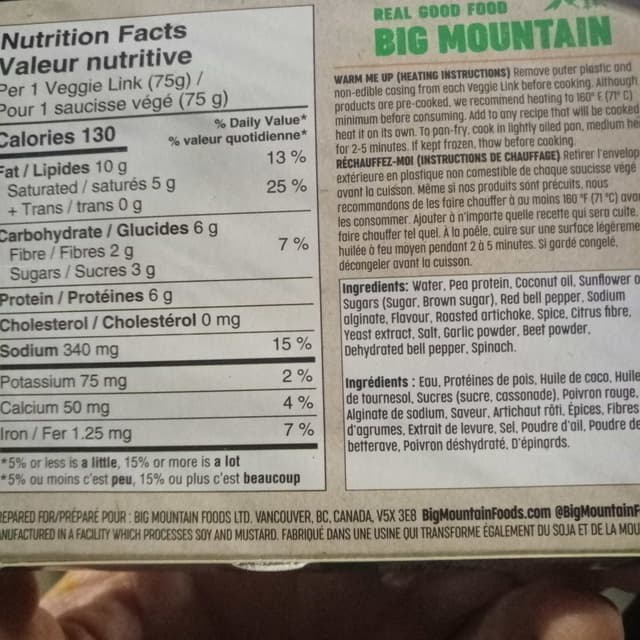 Nutrition Facts
Valeur nutritive
Per 1 Veggie Link (75g) /
Pour 1 saucisse végé (75 g)
% Daily Value*
Calories 130 % valeur quotidienne*
Fat / Lipides 10 g 13 %
Saturated / saturés 5 g 25 %
+ Trans / trans 0 g
Carbohydrate / Glucides 6 g
Fibre / Fibres 2 g 7 %
Sugars / Sucres 3 g
Protein / Protéines 6 g
Cholesterol / Cholestérol 0 mg
Sodium 340 mg 15 %
Potassium 75 mg 2 %
Calcium 50 mg 4 %
Iron / Fer 1.25 mg 7 %
*5% or less is a little, 15% or more is a lot
*5% ou moins c'est peu, 15% ou plus c'est beaucoup
REAL GOOD FOOD
BIG MOUNTAIN
WARM ME UP (HEATING INSTRUCTIONS) Remove outer plastic and
non-edible casing from each Veggie Link before cooking. Although
products are pre-cooked, we recommend heating to 160° F (71° C)
minimum before consuming. Add to any recipe that will be cooked
heat it on its own. To pan-fry, cook in lightly oiled pan, medium
for 2-5 minutes. If kept frozen, thaw before cooking.
RÉCHAUFFEZ-MOI (INSTRUCTIONS DE CHAUFFAGE) Retirer l'envelop
extérieure en plastique non comestible de chaque saucisse végé
avant la cuisson. Même si nos produits sont précuits, nous
recommandons de les faire chauffer à au moins 160 °F (71 °C) avan
les consommer. Ajouter à n'importe quelle recette qui sera cuite
faire chauffer tel quel. À la poêle, cuire sur une surface légèreme
huilée à feu moyen pendant 2 à 5 minutes. Si gardé congelé,
décongeler avant la cuisson.
Ingredients: Water, Pea protein, Coconut oil, Sunflower o
Sugars (Sugar, Brown sugar), Red bell pepper, Sodium
alginate, Flavour, Roasted artichoke, Spice, Citrus fibre,
Yeast extract, Salt, Garlic powder, Beet powder,
Dehydrated bell pepper, Spinach.
Ingrédients : Eau, Protéines de pois, Huile de coco, Huile
de tournesol, Sucres (sucre, cassonade), Poivron rouge,
Alginate de sodium, Saveur, Artichaut rôti, Épices, Fibres
d'agrumes, Extrait de levure, Sel, Poudre d'ail, Poudre de
betterave, Poivron déshydraté, D'épinards.
REPARED FOR/PRÉPARÉ POUR : BIG MOUNTAIN FOODS LTD. VANCOUVER, BC, CANADA, V5X 3E8 BigMountainFoods.com @BigMountainF
ANUFACTURED IN A FACILITY WHICH PROCESSES SOY AND MUSTARD. FABRIQUÉ DANS UNE USINE QUI TRANSFORME ÉGALEMENT DU SOJA ET DE LA MOU